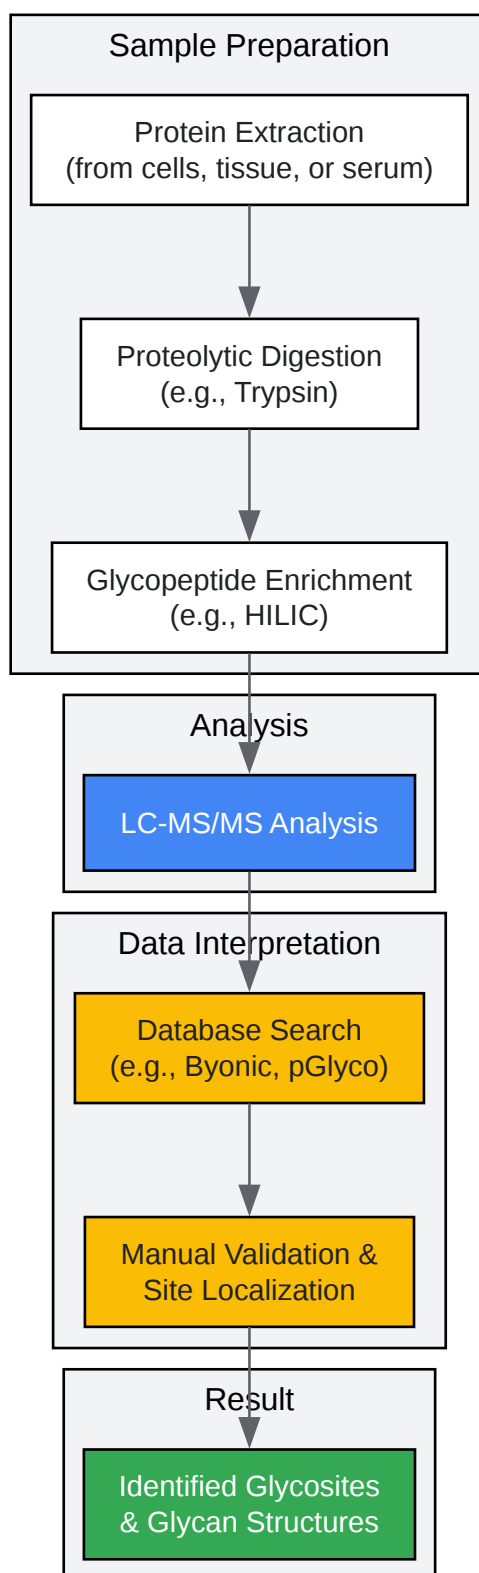 Sample Preparation
Protein Extraction
(from cells, tissue, or serum)
Proteolytic Digestion
(e.g., Trypsin)
Glycopeptide Enrichment
(e.g., HILIC)
Analysis
LC-MS/MS Analysis
Data Interpretation
Database Search
(e.g., Byonic, pGlyco)
Manual Validation &
Site Localization
Result
Identified Glycosites
& Glycan Structures